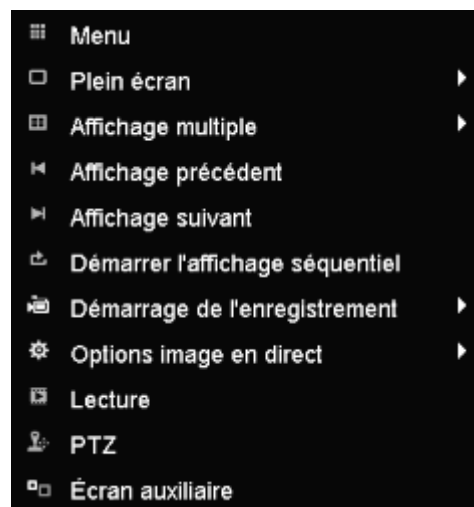 Menu
Plein écran
Affichage multiple
Affichage précédent
Affichage suivant
Démarrer l'affichage séquentiel
Démarrage de l'enregistrement
Options image en direct
Lecture
PTZ
Écran auxiliaire